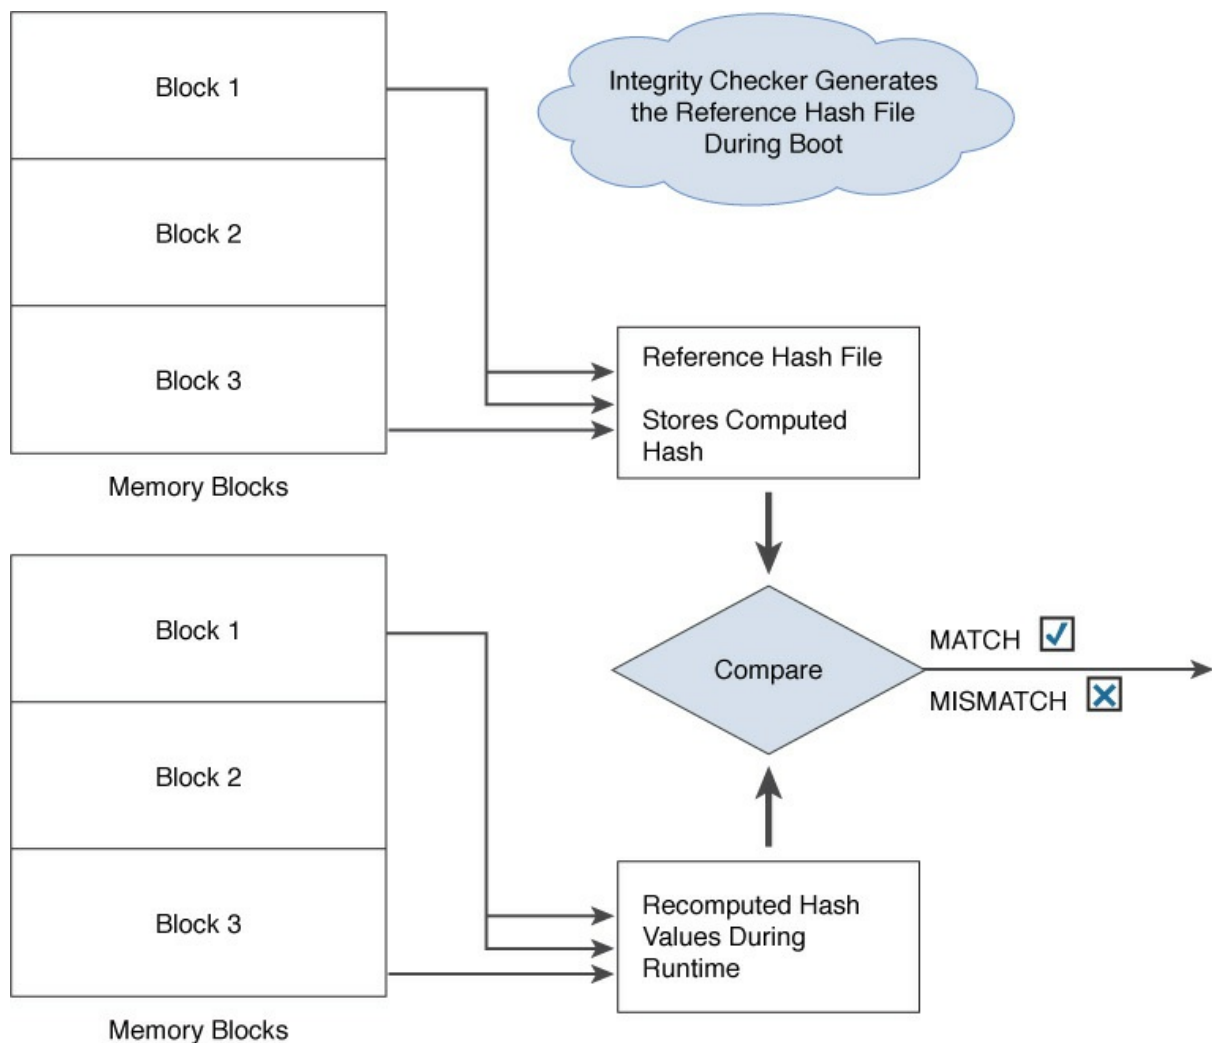 Block 1
Block 2
Block 3
Memory Blocks
Integrity Checker Generates
the Reference Hash File
During Boot
Reference Hash File
Stores Computed
Hash
Compare
MATCH
MISMATCH
Block 1
Block 2
Block 3
Memory Blocks
Recomputed Hash
Values During
Runtime